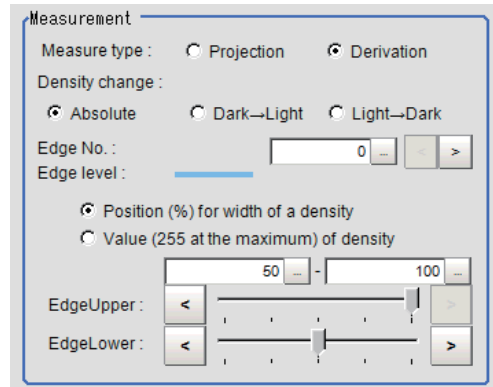 Measurement
Measure type : Projection Derivation
Density change :
Absolute Dark→Light Light→Dark
Edge No. : 0 ... < >
Edge level :
Position (%) for width of a density
Value (255 at the maximum) of density
50 ... - 100 ...
EdgeUpper : < >
EdgeLower : < >